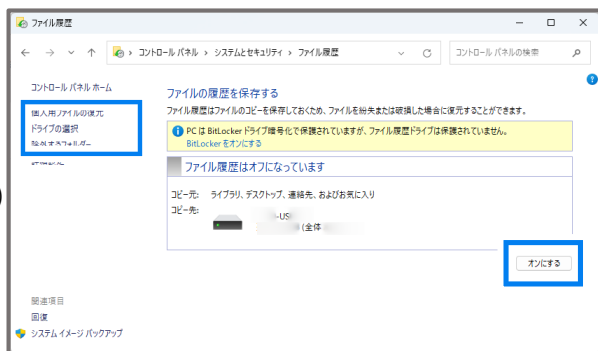 ファイル履歴
コントロール パネル › システムとセキュリティ › ファイル履歴
コントロール パネルの検索
コントロール パネル ホーム
個人用ファイルの復元
ドライブの選択
除外するフォルダー
ファイルの履歴を保存する
ファイル履歴はファイルのコピーを保存しておくため、ファイルを紛失または破損した場合に復元することができます。
PC は BitLocker ドライブ暗号化で保護されていますが、ファイル履歴ドライブは保護されていません。
BitLocker をオンにする
ファイル履歴はオフになっています
コピー元: ライブラリ、デスクトップ、連絡先、およびお気に入り
コピー先:
-US
(全体
オンにする
関連項目
回復
システム イメージ バックアップ